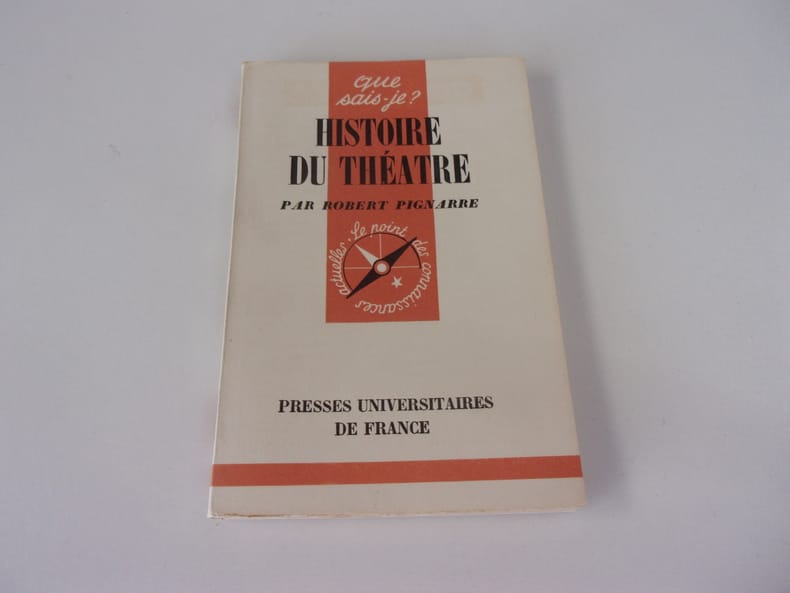 que
sais-je?
HISTOIRE
DU THÉATRE
PAR ROBERT PIGNARRE
Le point des connaissances actuelles.
PRESSES UNIVERSITAIRES
DE FRANCE